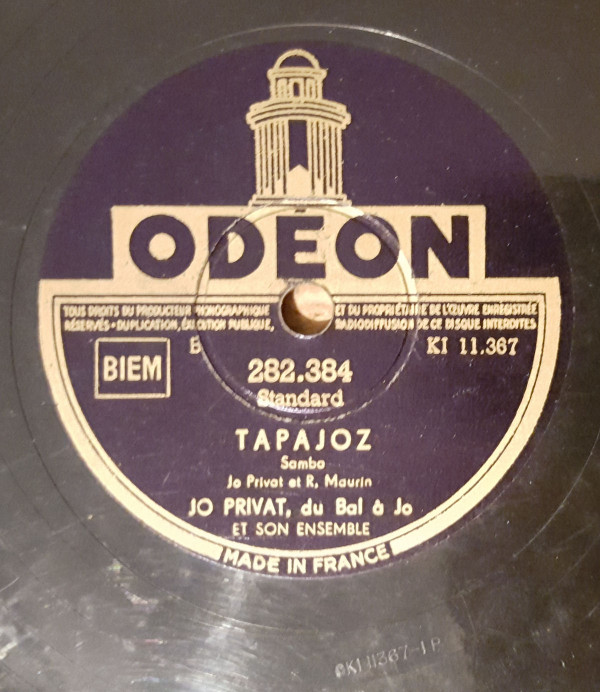 ODEON
TOUS DROITS DU PRODUCTEUR PHONOGRAPHIQUE ET DU PROPRIÉTAIRE DE L'ŒUVRE ENREGISTRÉE
RÉSERVÉS • DUPLICATION, EXÉCUTION PUBLIQUE, RADIODIFFUSION DE CE DISQUE INTERDITES
BIEM
KI 11.367
282.384
Standard
TAPAJOZ
Samba
Jo Privat et R. Maurin
JO PRIVAT, du Bal à Jo
ET SON ENSEMBLE
MADE IN FRANCE
KI 11367-1P